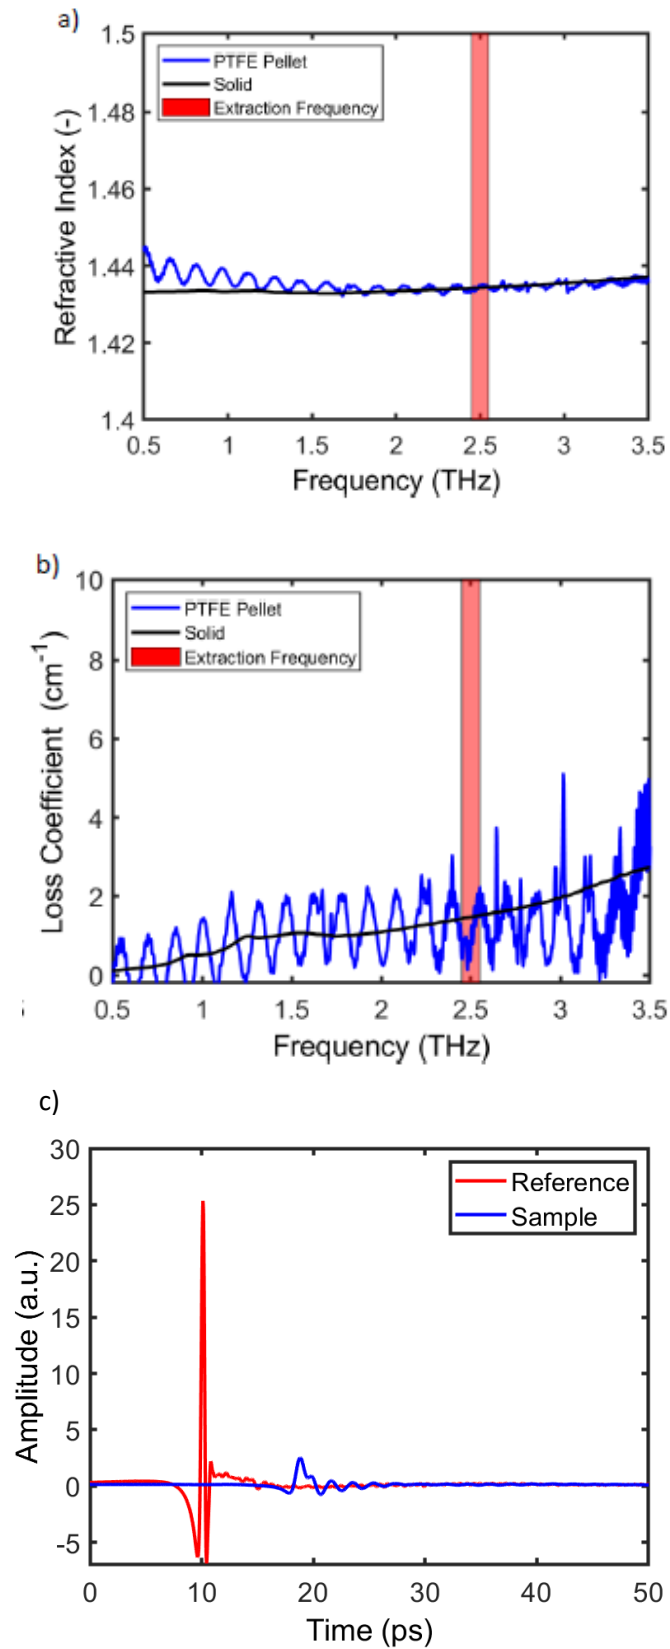 a)
1.5
1.48
1.46
1.44
1.42
1.4
Refractive Index (-)
PTFE Pellet
Solid
Extraction Frequency
0.5 1 1.5 2 2.5 3 3.5
Frequency (THz)
b)
10
8
6
4
2
0
Loss Coefficient (cm⁻¹)
PTFE Pellet
Solid
Extraction Frequency
0.5 1 1.5 2 2.5 3 3.5
Frequency (THz)
c)
30
25
20
15
10
5
0
-5
Amplitude (a.u.)
Reference
Sample
0 10 20 30 40 50
Time (ps)